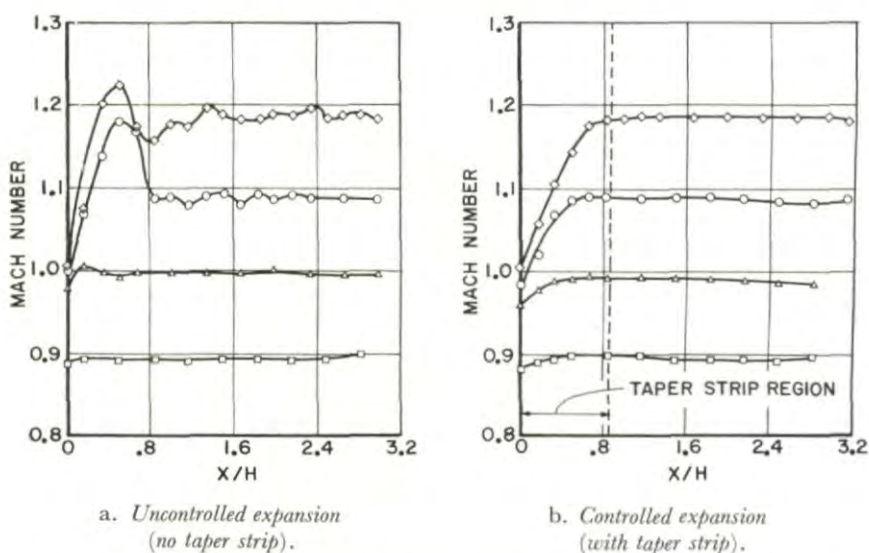 1.3
1.2
1.1
1.0
0.9
0.8
MACH NUMBER
0
.8
1.6
2.4
3.2
X/H
a. Uncontrolled expansion
(no taper strip).
1.3
1.2
1.1
1.0
0.9
0.8
MACH NUMBER
TAPER STRIP REGION
0
.8
1.6
2.4
3.2
X/H
b. Controlled expansion
(with taper strip).